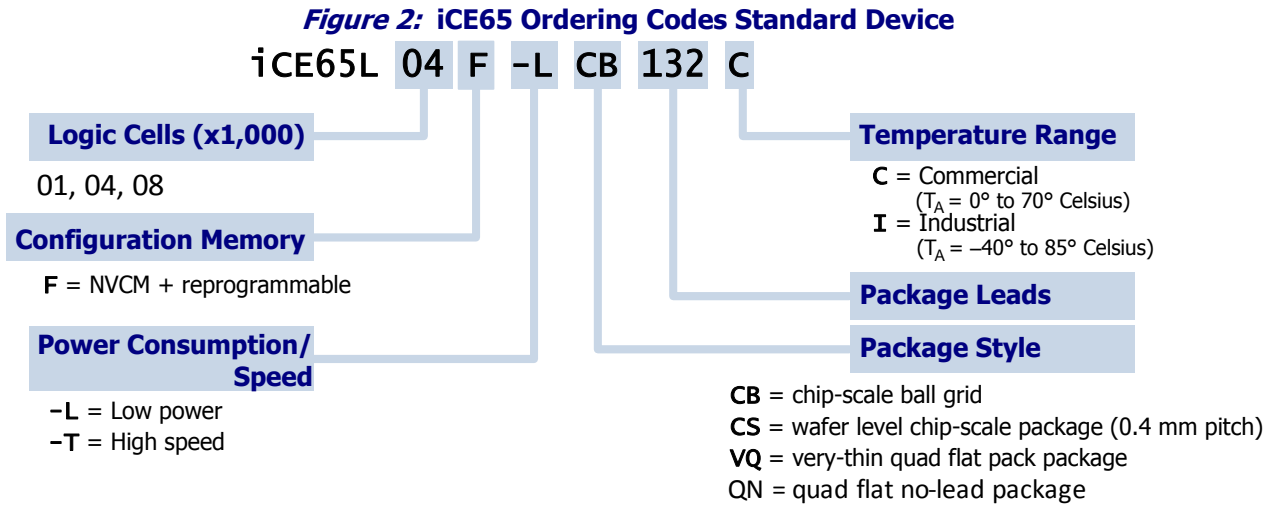 Figure 2: iCE65 Ordering Codes Standard Device
iCE65L 04 F -L CB 132 C
Logic Cells (x1,000)
01, 04, 08
Configuration Memory
F = NVCM + reprogrammable
Power Consumption/
Speed
-L = Low power
-T = High speed
Temperature Range
C = Commercial
(TA = 0° to 70° Celsius)
I = Industrial
(TA = –40° to 85° Celsius)
Package Leads
Package Style
CB = chip-scale ball grid
CS = wafer level chip-scale package (0.4 mm pitch)
VQ = very-thin quad flat pack package
QN = quad flat no-lead package